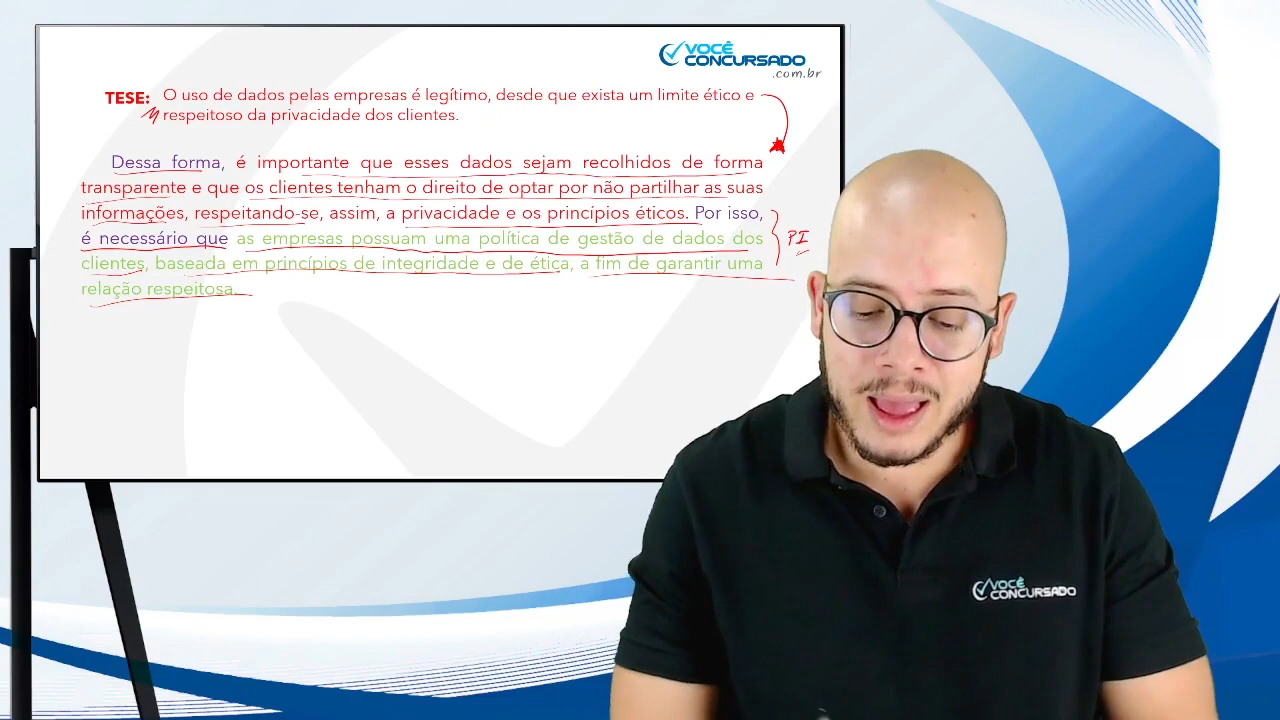 VOCÊ
CONCURSADO
.com.br
TESE: O uso de dados pelas empresas é legítimo, desde que exista um limite ético e
respeitoso da privacidade dos clientes.
Dessa forma, é importante que esses dados sejam recolhidos de forma
transparente e que os clientes tenham o direito de optar por não partilhar as suas
informações, respeitando-se, assim, a privacidade e os princípios éticos. Por isso,
é necessário que as empresas possuam uma política de gestão de dados dos
clientes, baseada em princípios de integridade e de ética, a fim de garantir uma
relação respeitosa.
PI
VOCÊ
CONCURSADO